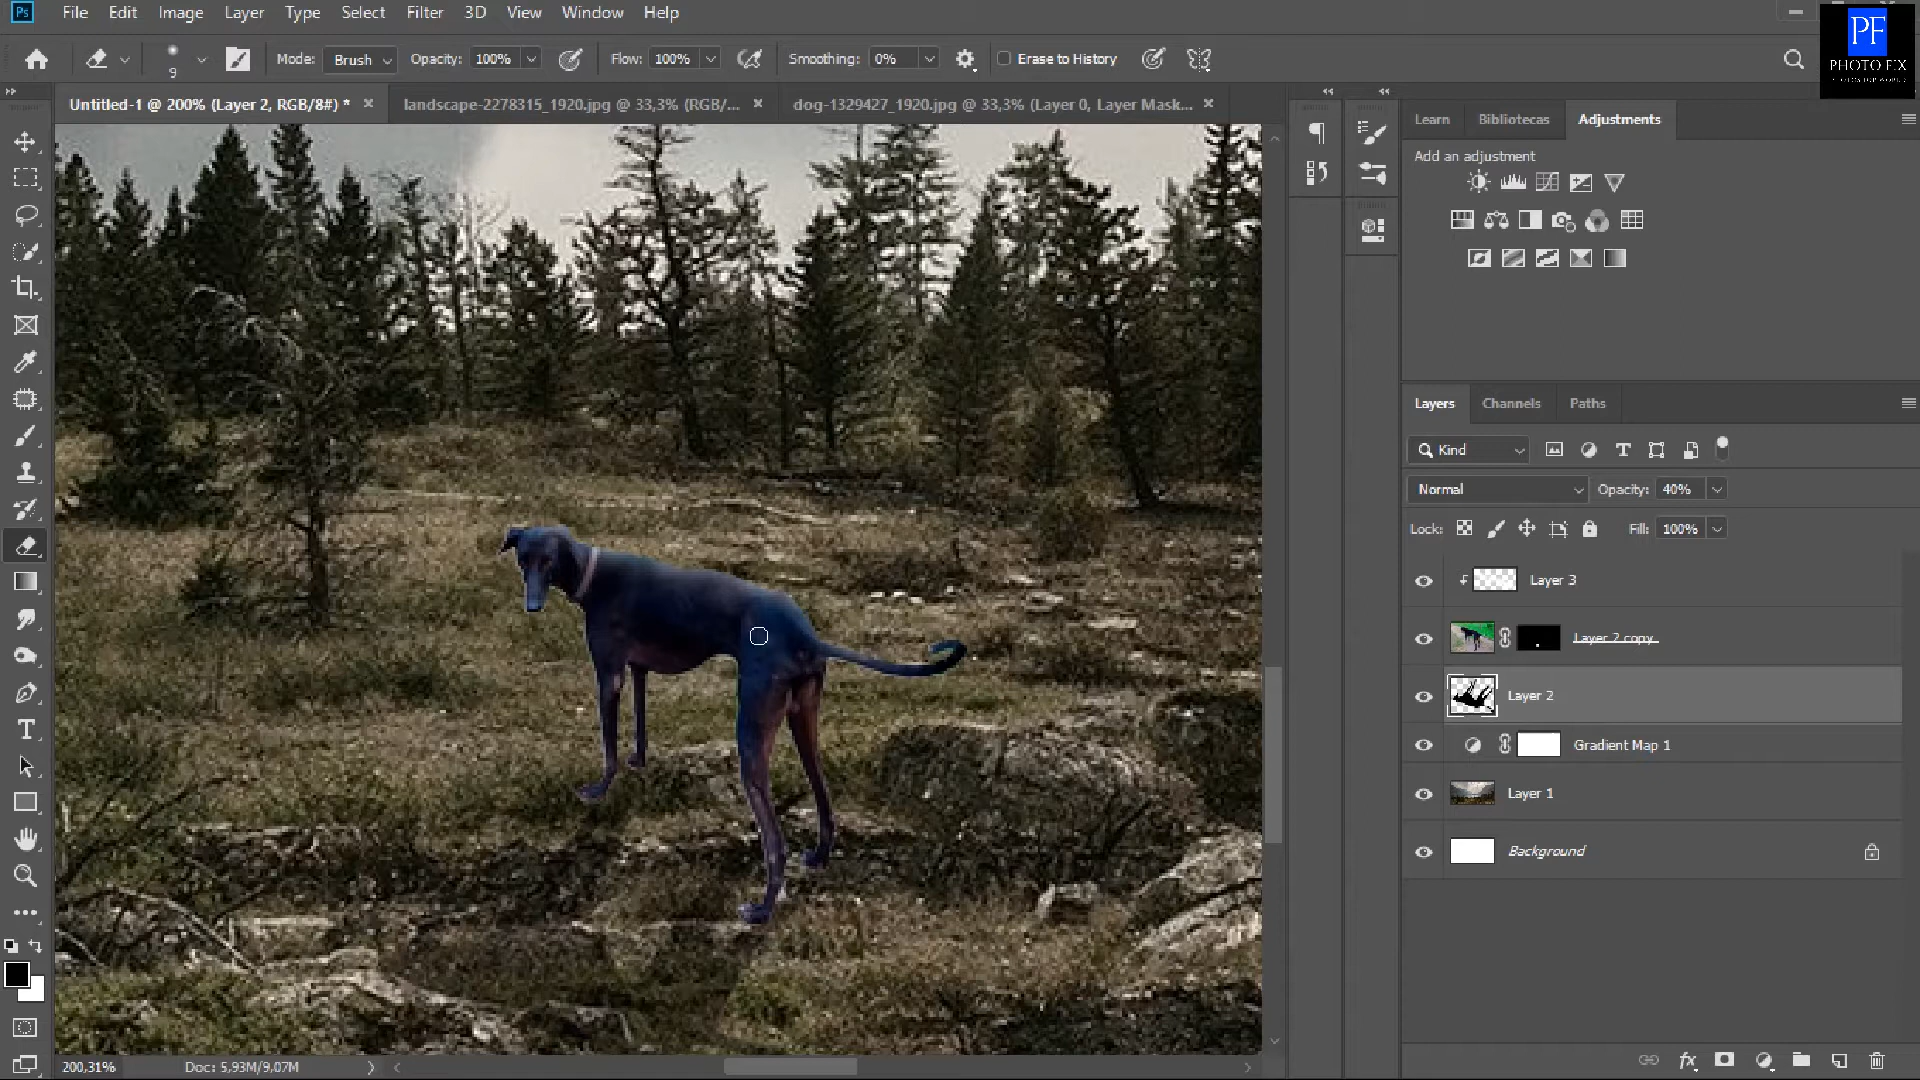 Ps File Edit Image Layer Type Select Filter 3D View Window Help
PF
PHOTO FIX
9 Mode: Brush Opacity: 100% Flow: 100% Smoothing: 0% Erase to History
Untitled-1 @ 200% (Layer 2, RGB/8#) * landscape-2278315_1920.jpg @ 33,3% (RGB/... dog-1329427_1920.jpg @ 33,3% (Layer 0, Layer Mask...
Learn Bibliotecas Adjustments
Add an adjustment
Layers Channels Paths
Kind
Normal Opacity: 40%
Lock: Fill: 100%
Layer 3
Layer 2 copy
Layer 2
Gradient Map 1
Layer 1
Background
200,31% Doc: 5,93M/9,07M
fx